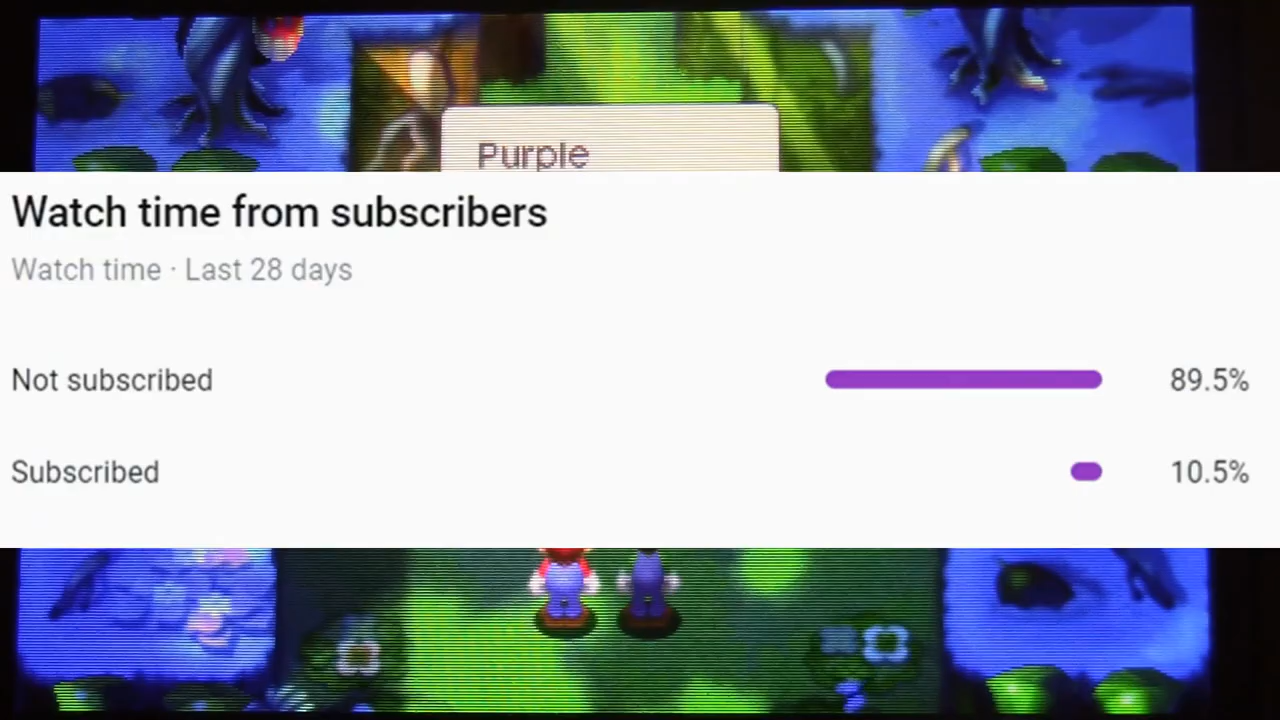 Purple
Watch time from subscribers
Watch time · Last 28 days
Not subscribed
89.5%
Subscribed
10.5%